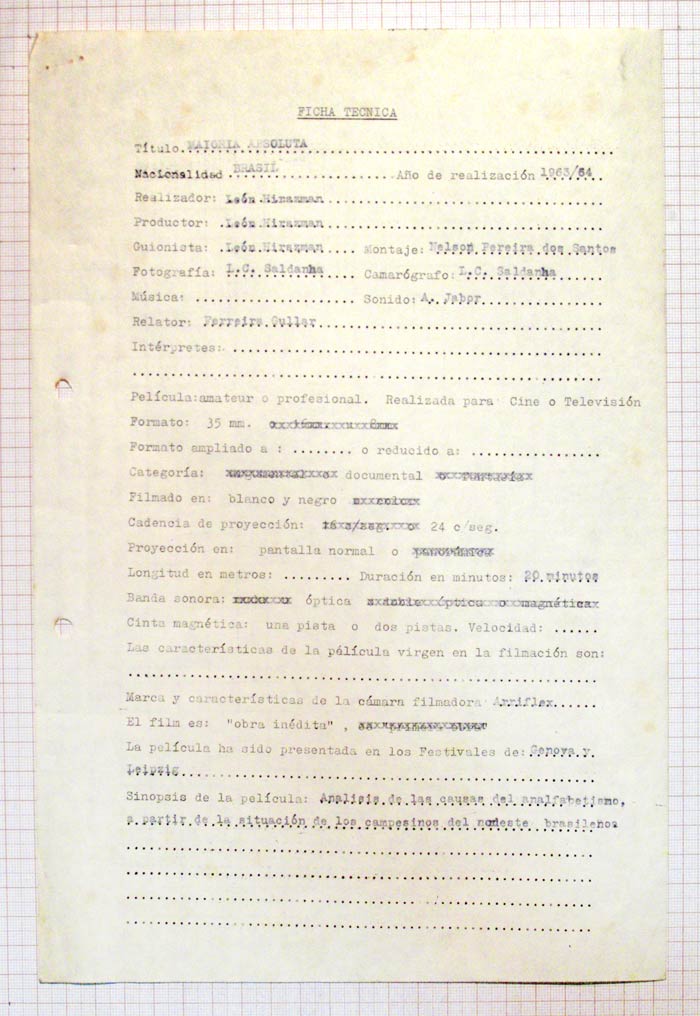 FICHA TECNICA
Título MAIORIA ABSOLUTA
Nacionalidad BRASIL Año de realización 1963/64
Realizador: León Hirszman
Productor: León Hirszman
Guionista: León Hirszman Montaje: Nelson Pereira dos Santos
Fotografía: L.C. Saldanha Camarógrafo: L.C. Saldanha
Música: Sonido: A. Jabor
Relator: Ferreira Gullar
Intérpretes:
Película:amateur o profesional. Realizada para Cine o Televisión
Formato: 35 mm.
Formato ampliado a : ........ o reducido a: ................
Categoría: documental
Filmado en: blanco y negro
Cadencia de proyección: 24 c/seg.
Proyección en: pantalla normal o
Longitud en metros: ......... Duración en minutos: 20 minutos
Banda sonora: óptica
Cinta magnética: una pista o dos pistas. Velocidad: ......
Las características de la pélícula virgen en la filmación son:
Marca y características de la cámara filmadora Arriflex
El film es: "obra inédita" ,
La película ha sido presentada en los Festivales de: Genova y
Leipzig
Sinopsis de la película: Analisis de las causas del analfabetismo,
a partir de la situación de los campesinos del nodeste brasileños